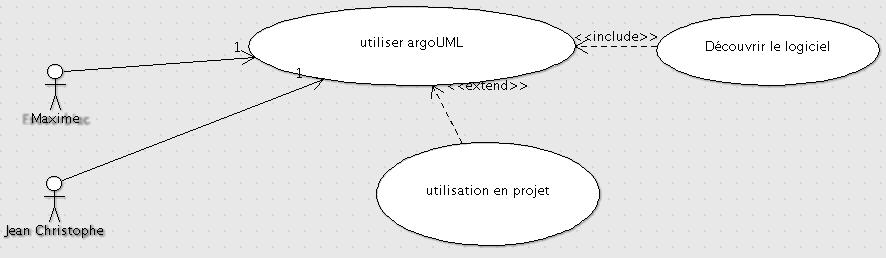 utiliser argoUML
<<include>>
Découvrir le logiciel
1
1
<<extend>>
Maxime
utilisation en projet
Jean Christophe